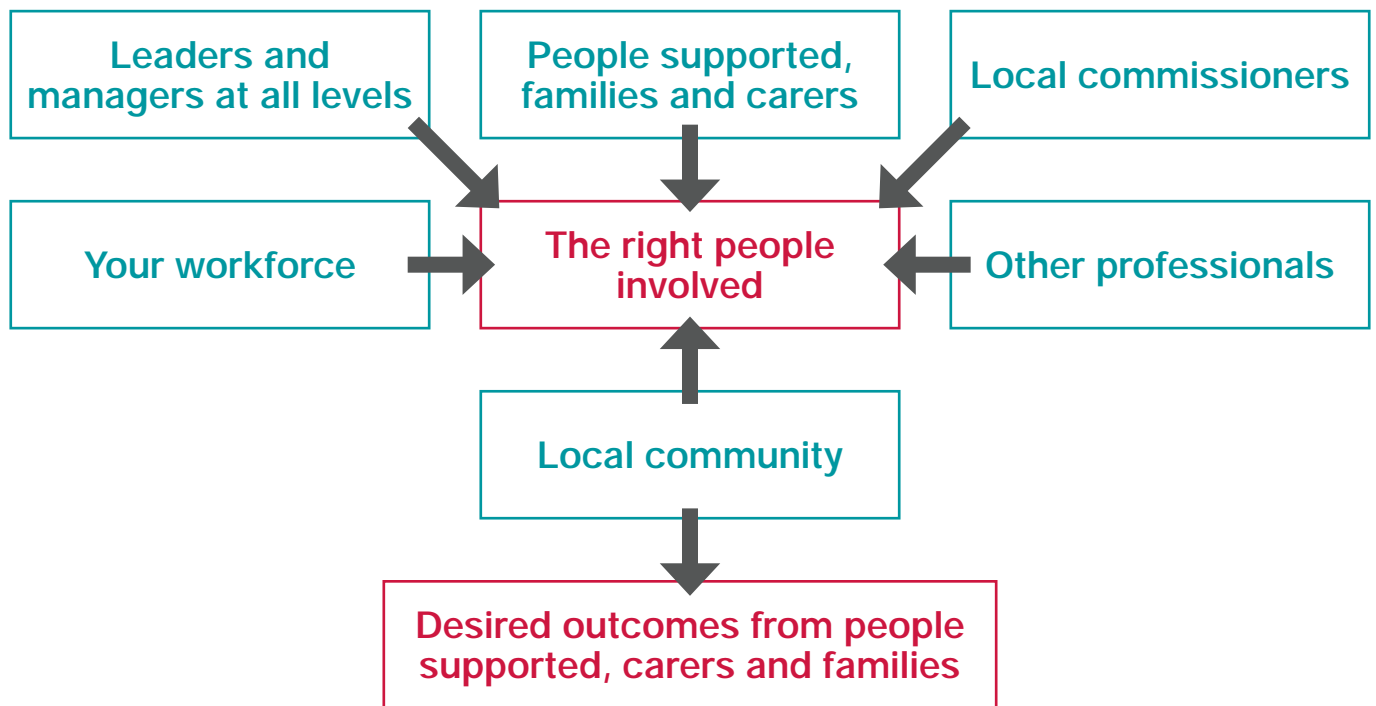 Leaders and
managers at all levels
People supported,
families and carers
Local commissioners
Your workforce
The right people
involved
Other professionals
Local community
Desired outcomes from people
supported, carers and families